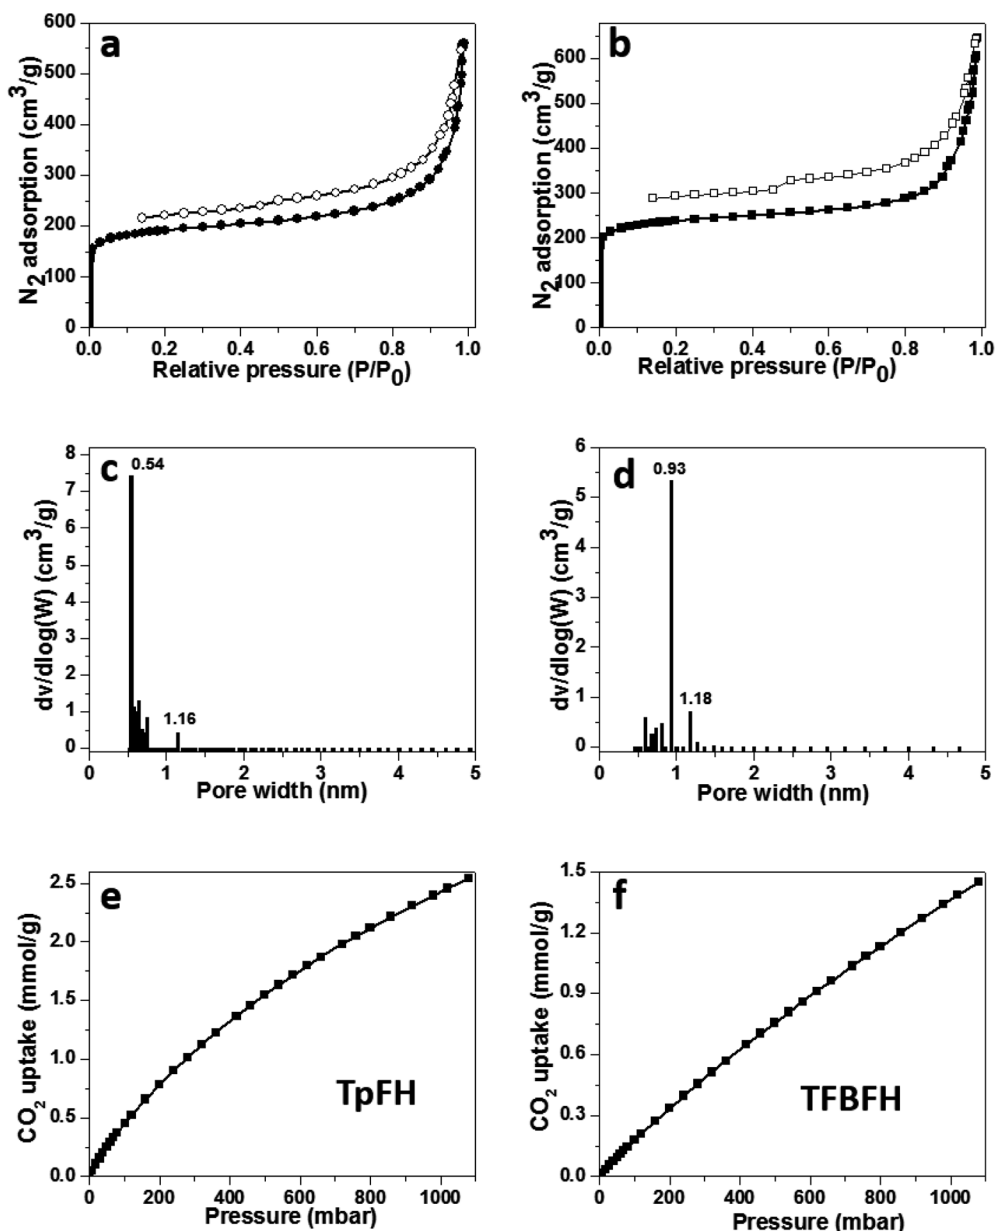 a
N2 adsorption (cm³/g)
600
500
400
300
200
100
0
0.0 0.2 0.4 0.6 0.8 1.0
Relative pressure (P/P0)
b
N2 adsorption (cm³/g)
600
500
400
300
200
100
0
0.0 0.2 0.4 0.6 0.8 1.0
Relative pressure (P/P0)
c
dv/dlog(W) (cm³/g)
8
7
6
5
4
3
2
1
0
0.54
1.16
0 1 2 3 4 5
Pore width (nm)
d
dv/dlog(W) (cm³/g)
6
5
4
3
2
1
0
0.93
1.18
0 1 2 3 4 5
Pore width (nm)
e
CO2 uptake (mmol/g)
2.5
2.0
1.5
1.0
0.5
0.0
TpFH
0 200 400 600 800 1000
Pressure (mbar)
f
CO2 uptake (mmol/g)
1.5
1.2
0.9
0.6
0.3
0.0
TFBFH
0 200 400 600 800 1000
Pressure (mbar)